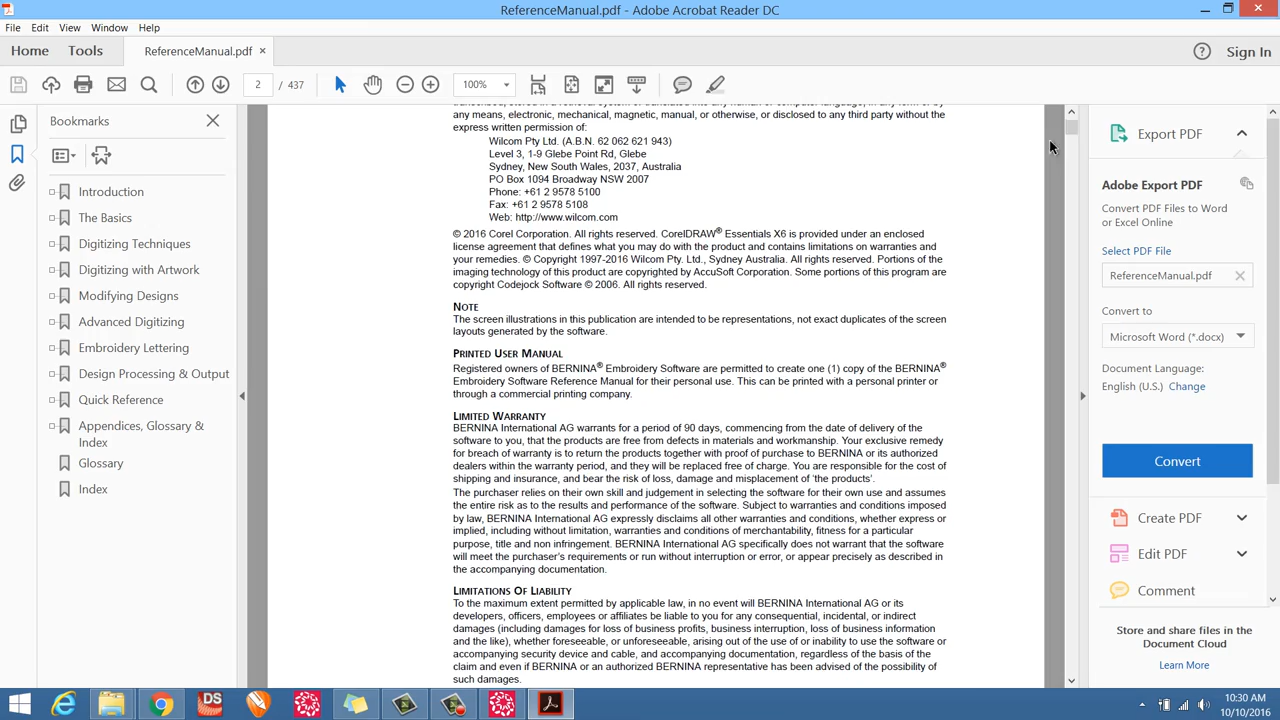 ReferenceManual.pdf - Adobe Acrobat Reader DC
File Edit View Window Help
Home Tools ReferenceManual.pdf × Sign In
2 / 437 100%
Bookmarks
Introduction
The Basics
Digitizing Techniques
Digitizing with Artwork
Modifying Designs
Advanced Digitizing
Embroidery Lettering
Design Processing & Output
Quick Reference
Appendices, Glossary &
Index
Glossary
Index
transcribed, stored in a retrieval system or translated into any human or computer language, in any form or by
any means, electronic, mechanical, magnetic, manual, or otherwise, or disclosed to any third party without the
express written permission of:
Wilcom Pty Ltd. (A.B.N. 62 062 621 943)
Level 3, 1-9 Glebe Point Rd, Glebe
Sydney, New South Wales, 2037, Australia
PO Box 1094 Broadway NSW 2007
Phone: +61 2 9578 5100
Fax: +61 2 9578 5108
Web: http://www.wilcom.com
© 2016 Corel Corporation. All rights reserved. CorelDRAW® Essentials X6 is provided under an enclosed
license agreement that defines what you may do with the product and contains limitations on warranties and
your remedies. © Copyright 1997-2016 Wilcom Pty. Ltd., Sydney Australia. All rights reserved. Portions of the
imaging technology of this product are copyrighted by AccuSoft Corporation. Some portions of this program are
copyright Codejock Software © 2006. All rights reserved.
NOTE
The screen illustrations in this publication are intended to be representations, not exact duplicates of the screen
layouts generated by the software.
PRINTED USER MANUAL
Registered owners of BERNINA® Embroidery Software are permitted to create one (1) copy of the BERNINA®
Embroidery Software Reference Manual for their personal use. This can be printed with a personal printer or
through a commercial printing company.
LIMITED WARRANTY
BERNINA International AG warrants for a period of 90 days, commencing from the date of delivery of the
software to you, that the products are free from defects in materials and workmanship. Your exclusive remedy
for breach of warranty is to return the products together with proof of purchase to BERNINA or its authorized
dealers within the warranty period, and they will be replaced free of charge. You are responsible for the cost of
shipping and insurance, and bear the risk of loss, damage and misplacement of ‘the products’.
The purchaser relies on their own skill and judgement in selecting the software for their own use and assumes
the entire risk as to the results and performance of the software. Subject to warranties and conditions imposed
by law, BERNINA International AG expressly disclaims all other warranties and conditions, whether express or
implied, including without limitation, warranties and conditions of merchantability, fitness for a particular
purpose, title and non infringement. BERNINA International AG specifically does not warrant that the software
will meet the purchaser’s requirements or run without interruption or error, or appear precisely as described in
the accompanying documentation.
LIMITATIONS OF LIABILITY
To the maximum extent permitted by applicable law, in no event will BERNINA International AG or its
developers, officers, employees or affiliates be liable to you for any consequential, incidental, or indirect
damages (including damages for loss of business profits, business interruption, loss of business information
and the like), whether foreseeable, or unforeseeable, arising out of the use of or inability to use the software or
accompanying security device and cable, and accompanying documentation, regardless of the basis of the
claim and even if BERNINA or an authorized BERNINA representative has been advised of the possibility of
such damages.
Export PDF
Adobe Export PDF
Convert PDF Files to Word
or Excel Online
Select PDF File
ReferenceManual.pdf
Convert to
Microsoft Word (*.docx)
Document Language:
English (U.S.) Change
Convert
Create PDF
Edit PDF
Comment
Store and share files in the
Document Cloud
Learn More
DS
10:30 AM
10/10/2016